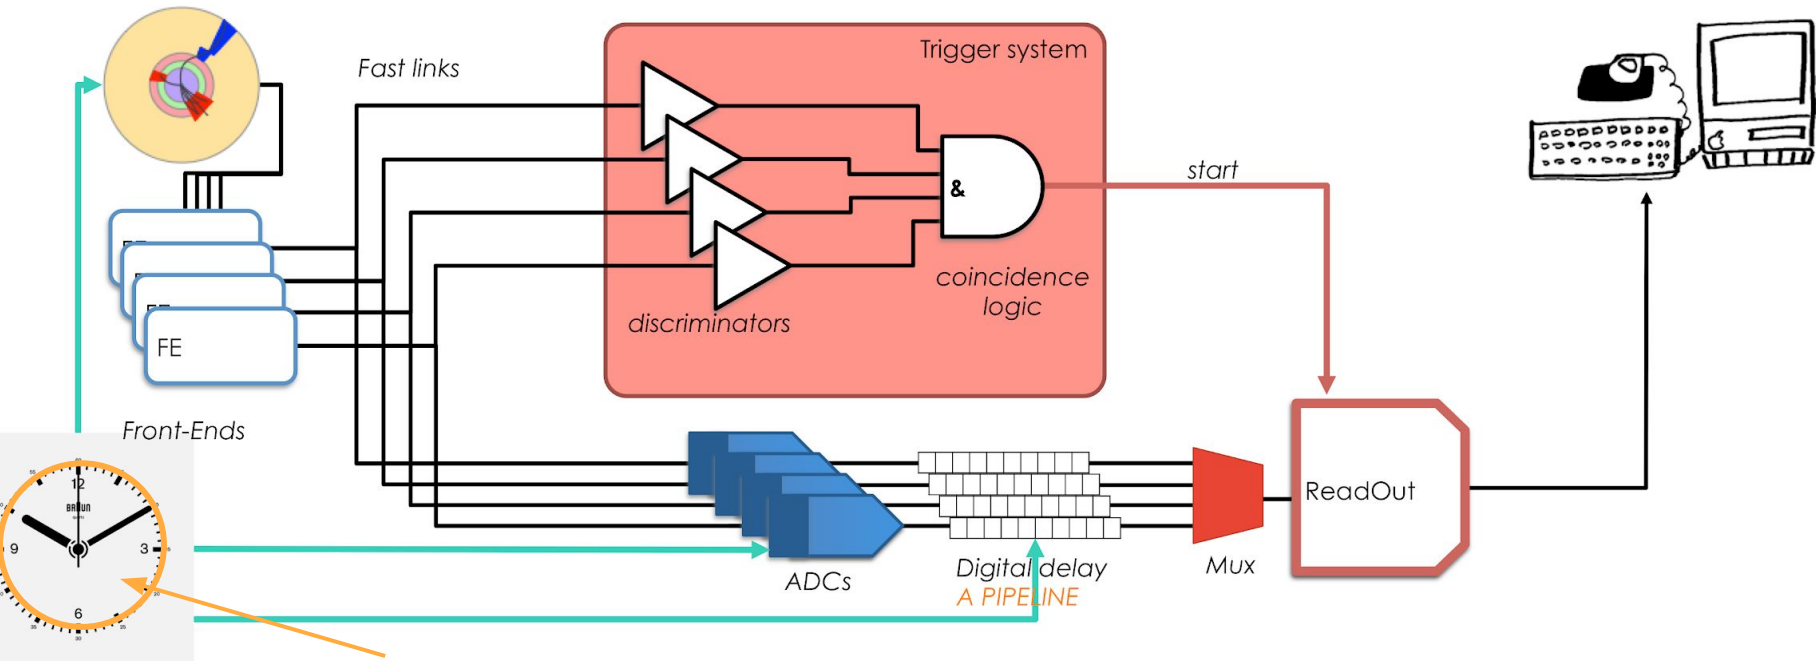 Fast links
Trigger system
start
&
coincidence
logic
discriminators
FE
Front-Ends
12
BRAUN
9
3
6
ReadOut
Mux
ADCs
Digital delay
A PIPELINE